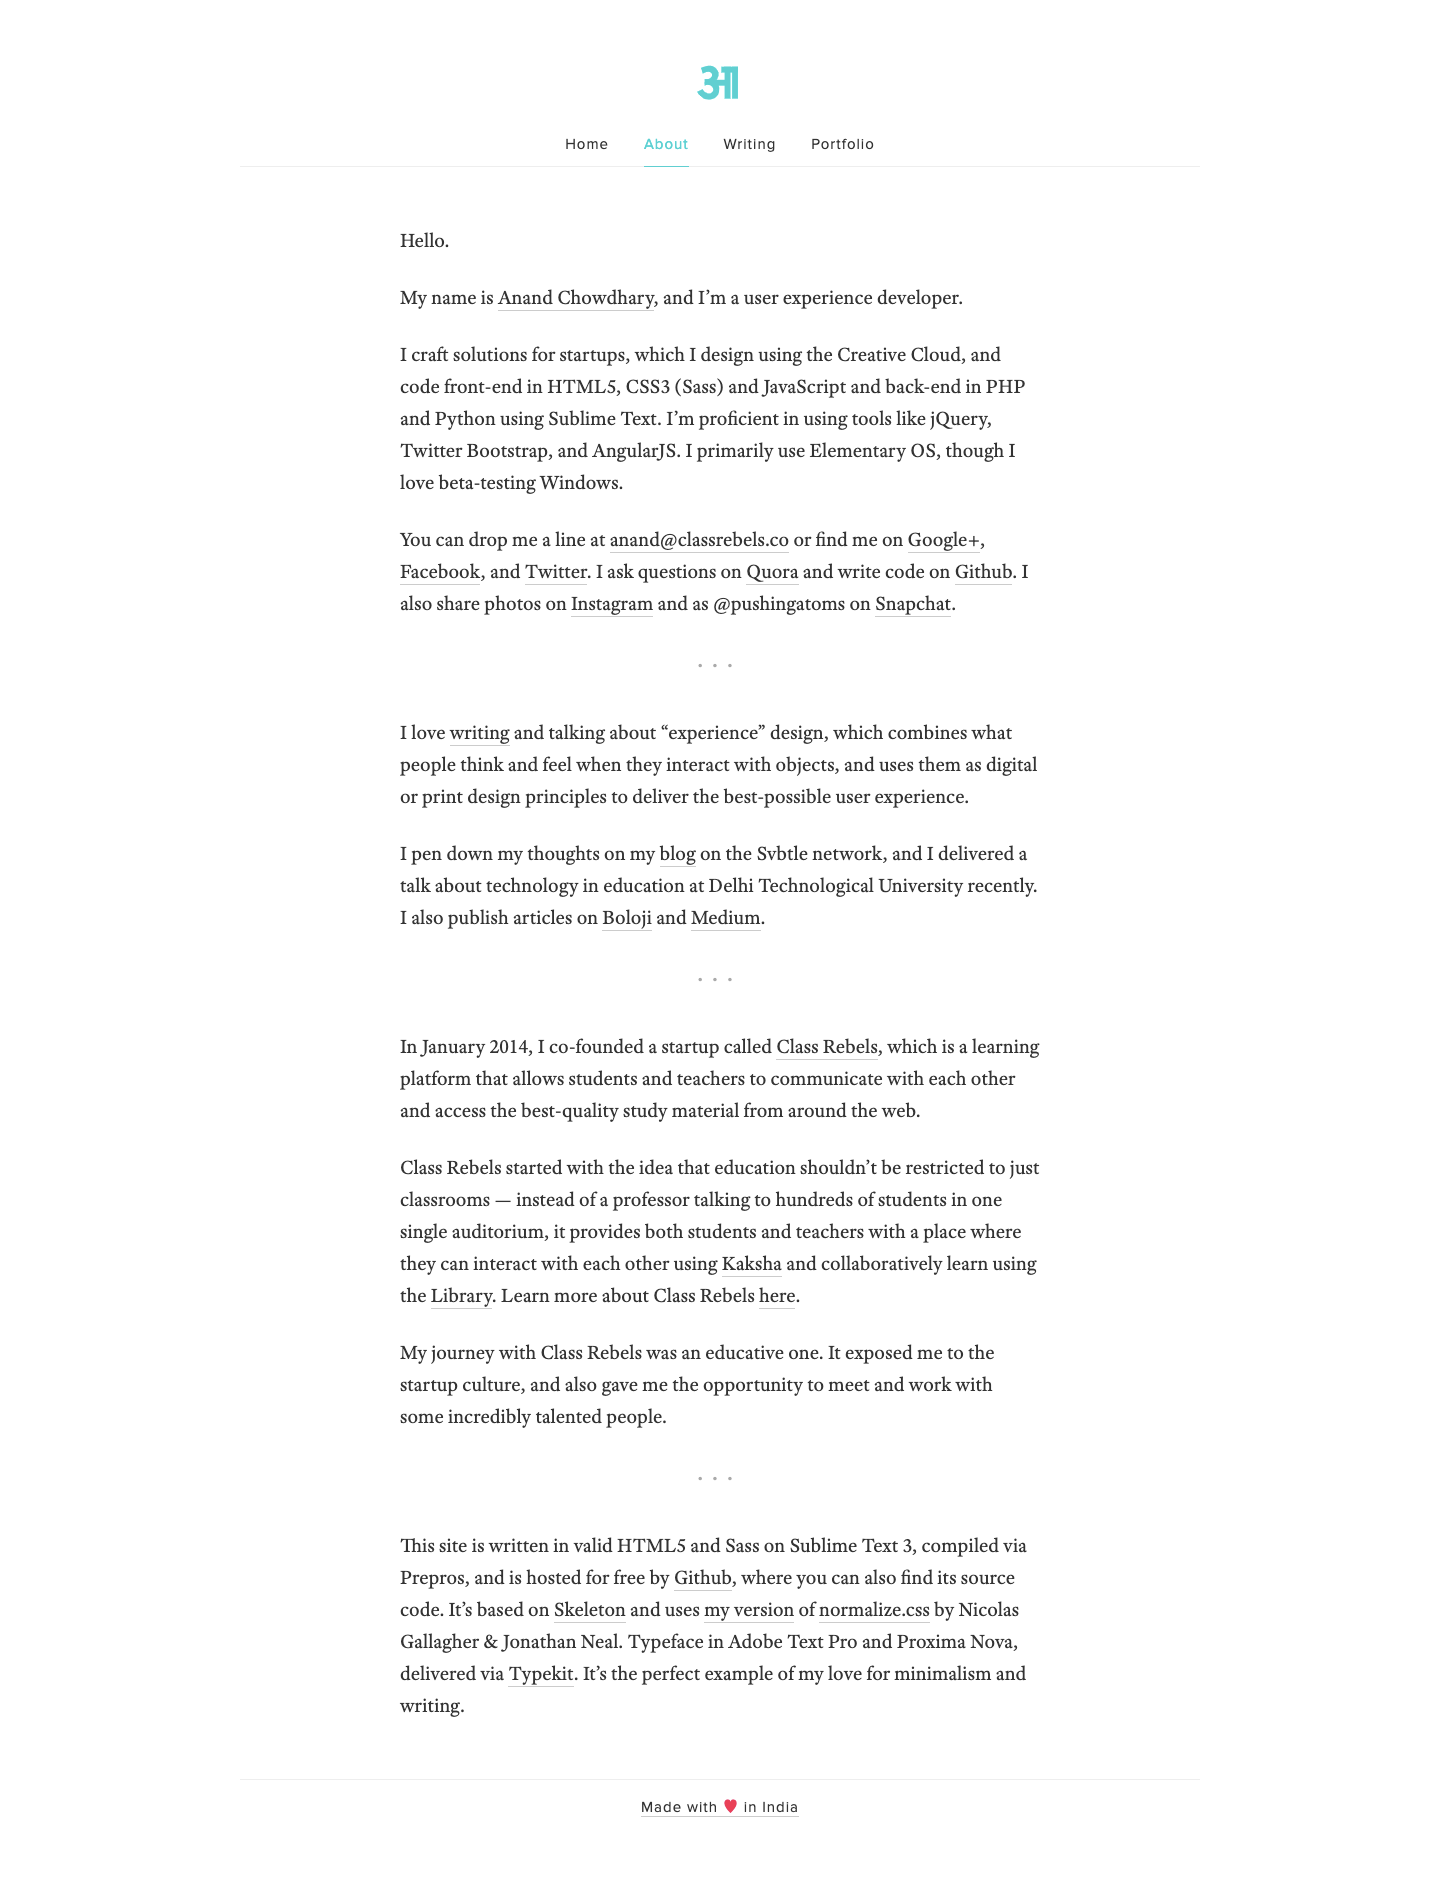 आ
Home About Writing Portfolio
Hello.
My name is Anand Chowdhary, and I’m a user experience developer.
I craft solutions for startups, which I design using the Creative Cloud, and
code front-end in HTML5, CSS3 (Sass) and JavaScript and back-end in PHP
and Python using Sublime Text. I’m proficient in using tools like jQuery,
Twitter Bootstrap, and AngularJS. I primarily use Elementary OS, though I
love beta-testing Windows.
You can drop me a line at anand@classrebels.co or find me on Google+,
Facebook, and Twitter. I ask questions on Quora and write code on Github. I
also share photos on Instagram and as @pushingatoms on Snapchat.
. . .
I love writing and talking about “experience” design, which combines what
people think and feel when they interact with objects, and uses them as digital
or print design principles to deliver the best-possible user experience.
I pen down my thoughts on my blog on the Svbtle network, and I delivered a
talk about technology in education at Delhi Technological University recently.
I also publish articles on Boloji and Medium.
. . .
In January 2014, I co-founded a startup called Class Rebels, which is a learning
platform that allows students and teachers to communicate with each other
and access the best-quality study material from around the web.
Class Rebels started with the idea that education shouldn’t be restricted to just
classrooms — instead of a professor talking to hundreds of students in one
single auditorium, it provides both students and teachers with a place where
they can interact with each other using Kaksha and collaboratively learn using
the Library. Learn more about Class Rebels here.
My journey with Class Rebels was an educative one. It exposed me to the
startup culture, and also gave me the opportunity to meet and work with
some incredibly talented people.
. . .
This site is written in valid HTML5 and Sass on Sublime Text 3, compiled via
Prepros, and is hosted for free by Github, where you can also find its source
code. It’s based on Skeleton and uses my version of normalize.css by Nicolas
Gallagher & Jonathan Neal. Typeface in Adobe Text Pro and Proxima Nova,
delivered via Typekit. It’s the perfect example of my love for minimalism and
writing.
Made with ♥ in India